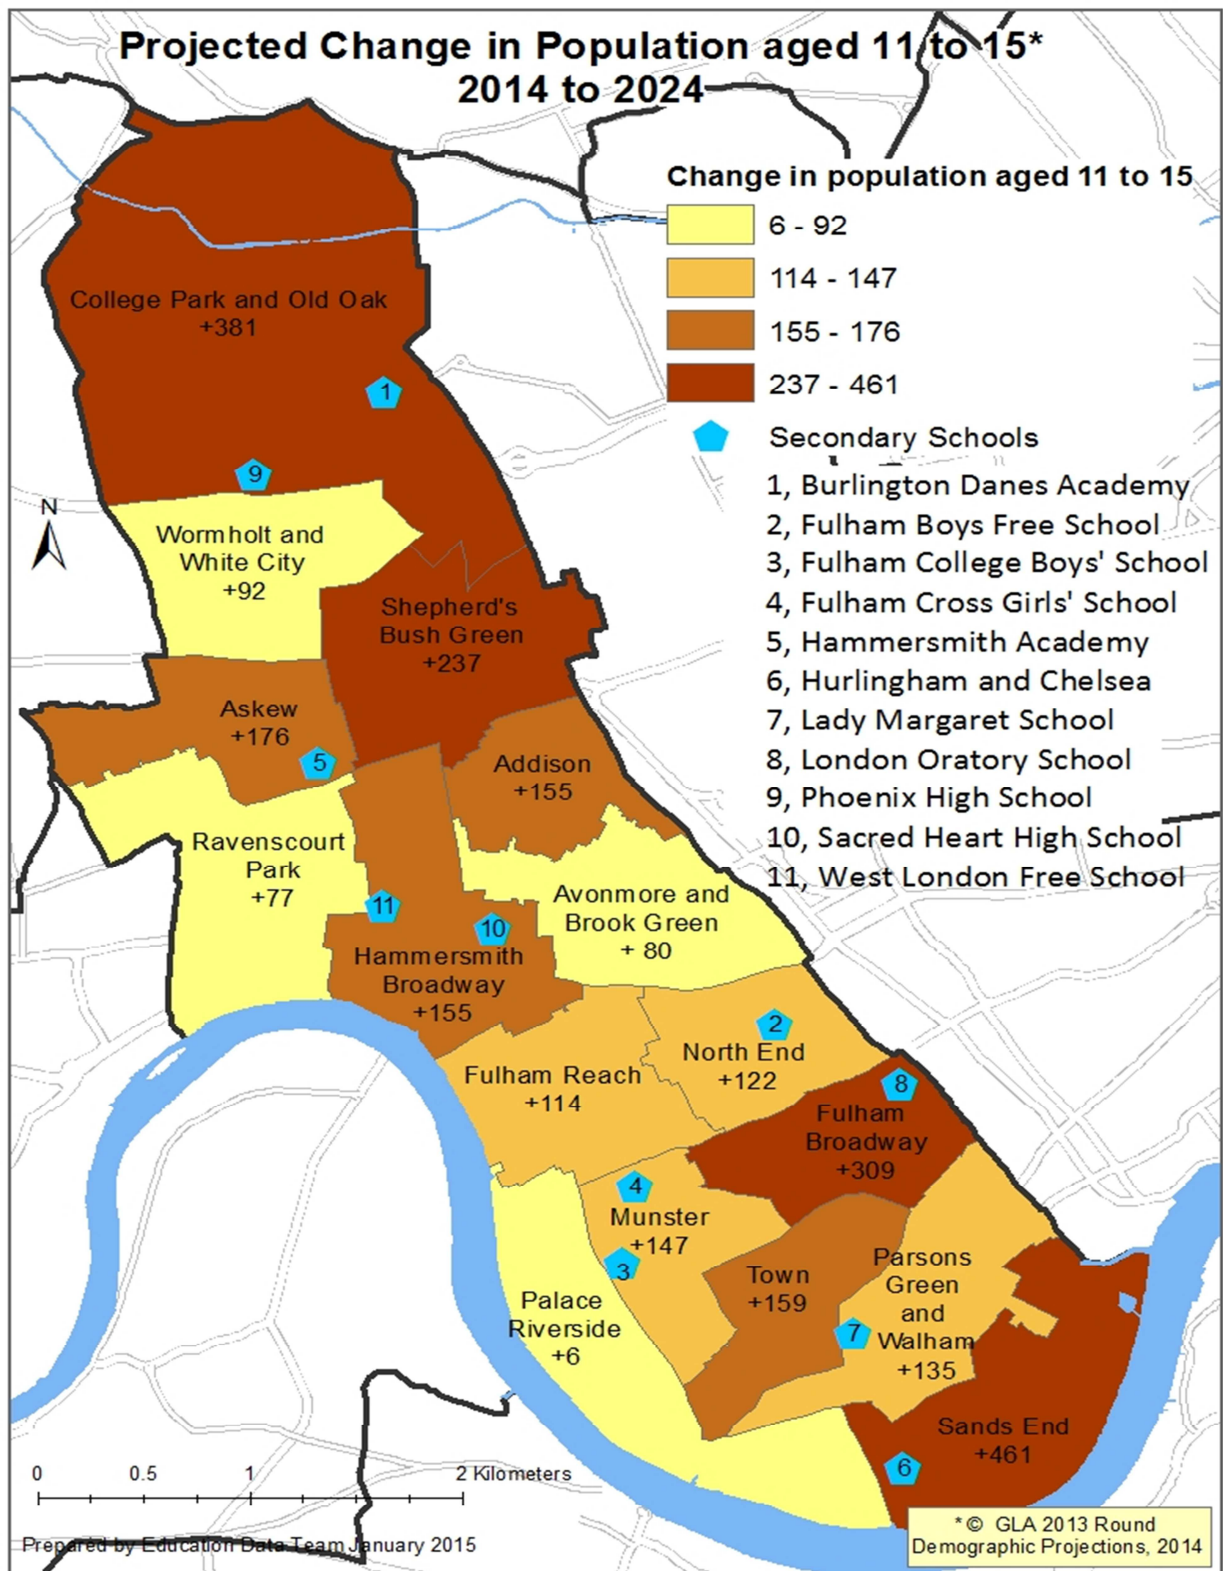 Projected Change in Population aged 11 to 15*
2014 to 2024
Change in population aged 11 to 15
6 - 92
114 - 147
155 - 176
237 - 461
Secondary Schools
1, Burlington Danes Academy
2, Fulham Boys Free School
3, Fulham College Boys' School
4, Fulham Cross Girls' School
5, Hammersmith Academy
6, Hurlingham and Chelsea
7, Lady Margaret School
8, London Oratory School
9, Phoenix High School
10, Sacred Heart High School
11, West London Free School
College Park and Old Oak
+381
1
9
N
Wormholt and
White City
+92
Shepherd's
Bush Green
+237
Askew
+176
5
Addison
+155
Ravenscourt
Park
+77
Avonmore and
Brook Green
+ 80
11
10
Hammersmith
Broadway
+155
2
North End
+122
Fulham Reach
+114
8
Fulham
Broadway
+309
4
Munster
+147
3
Town
+159
Parsons
Green
and
Walham
+135
7
Palace
Riverside
+6
Sands End
+461
6
0 0.5 1 2 Kilometers
Prepared by Education Data Team January 2015
* © GLA 2013 Round
Demographic Projections, 2014